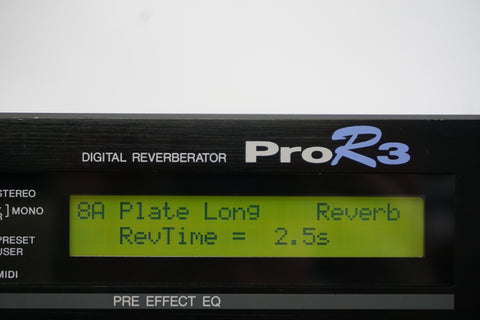 DIGITAL REVERBERATOR ProR3
STEREO
MONO
PRESET
USER
MIDI
8A Plate Long Reverb
RevTime = 2.5s
PRE EFFECT EQ